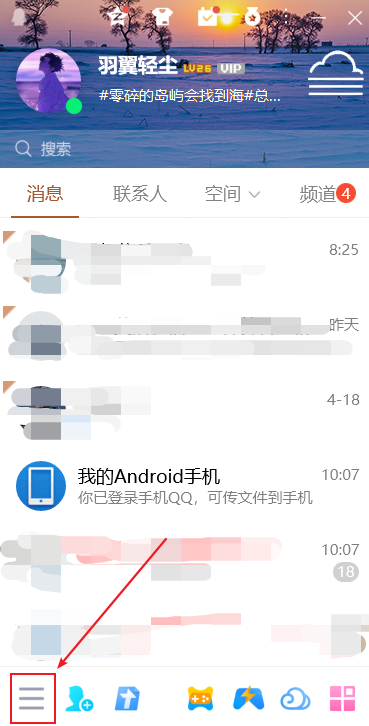 羽翼轻尘 LV26 VIP
#零碎的岛屿会找到海#总...
搜索
消息 联系人 空间 频道 4
8:25
昨天
4-18
我的Android手机 10:07
你已登录手机QQ，可传文件到手机
10:07
18